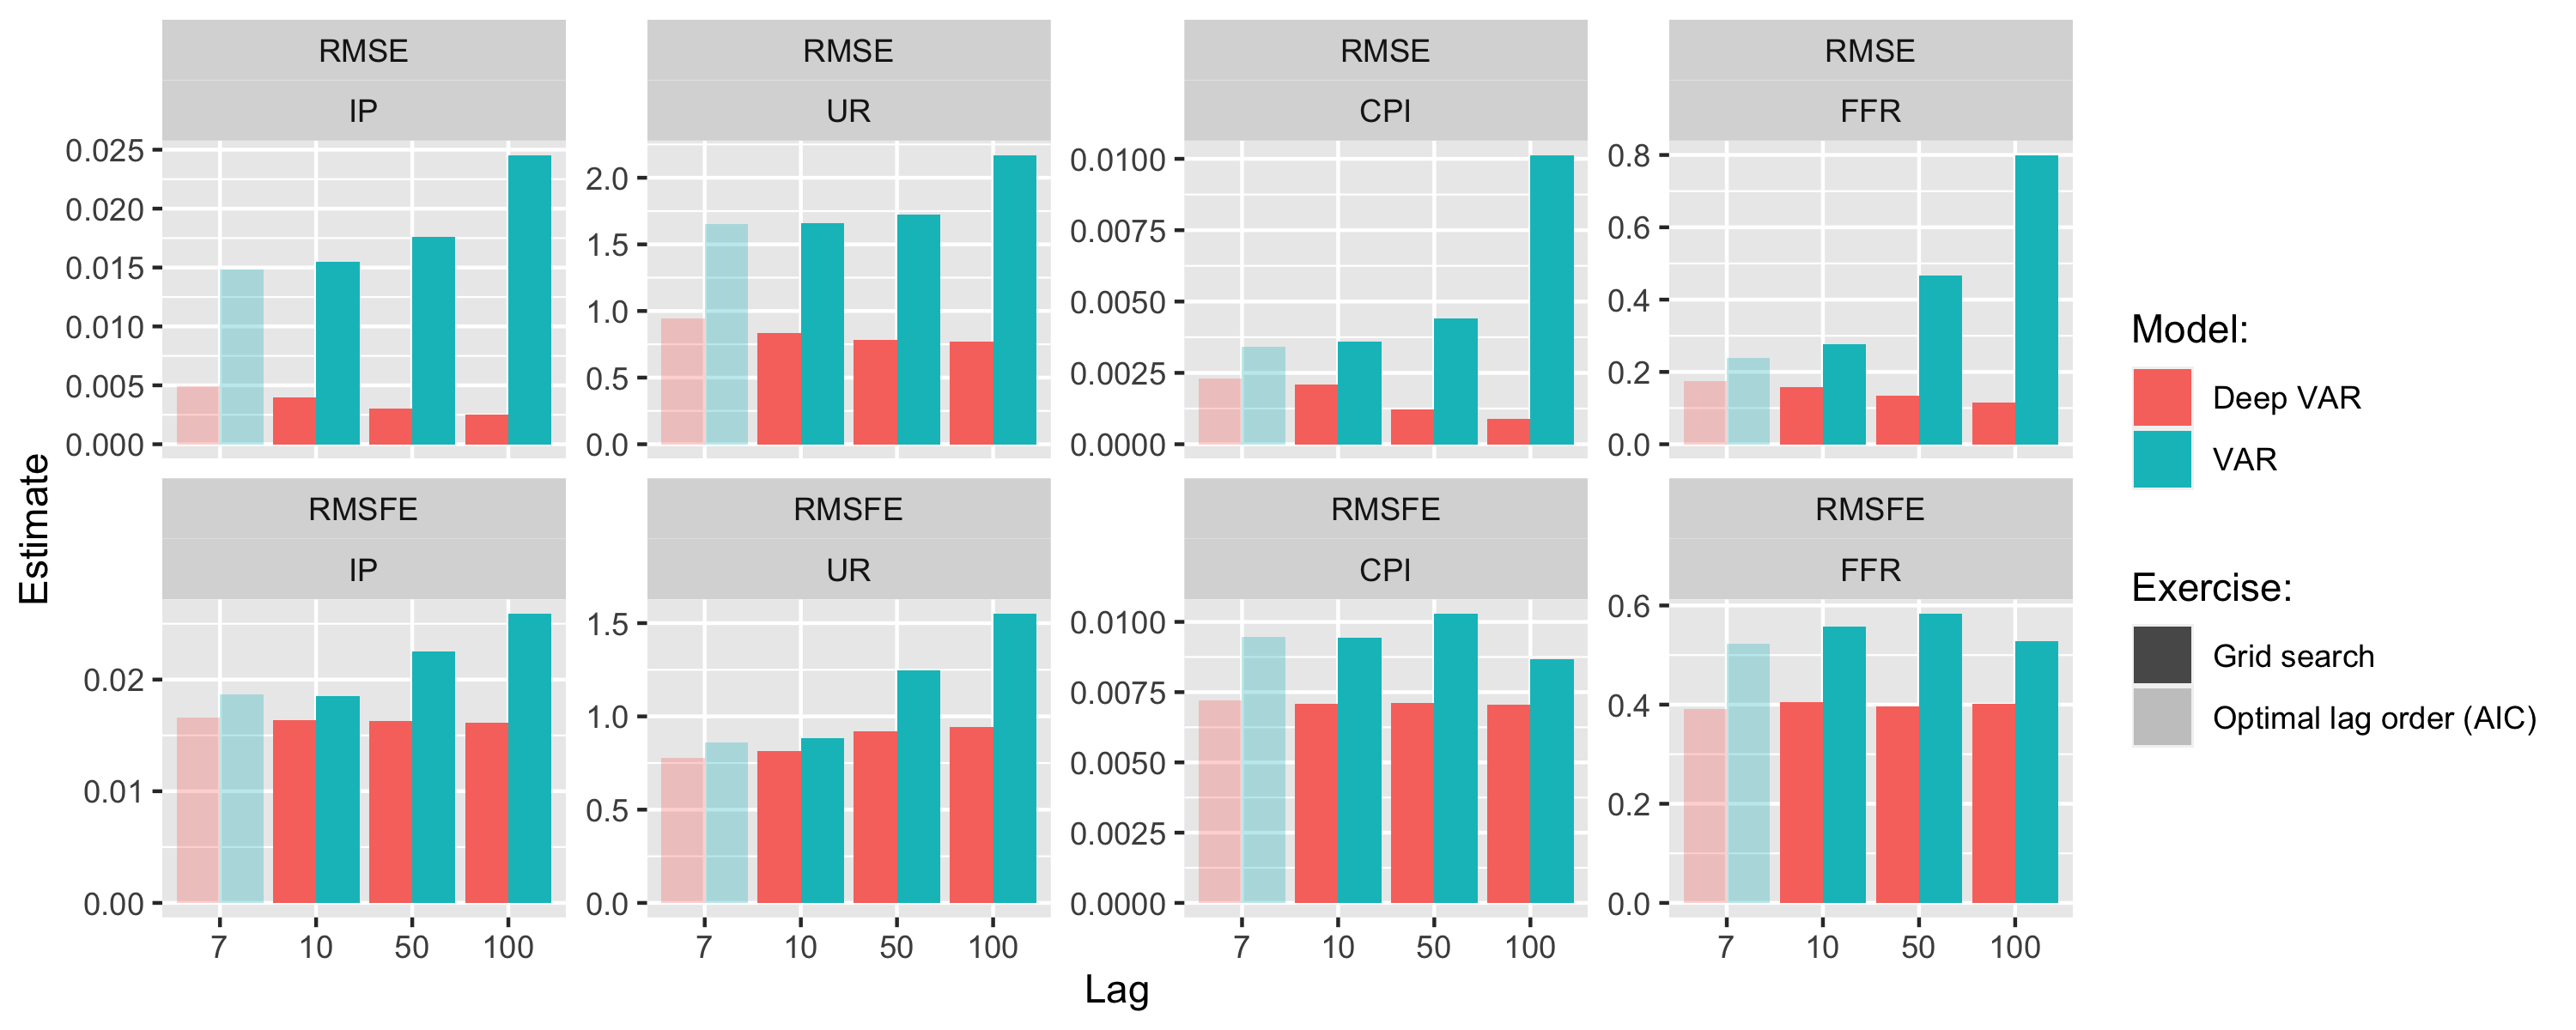 RMSE RMSE RMSE RMSE
IP UR CPI FFR
0.025
0.020
0.015
0.010
0.005
0.000
2.0
1.5
1.0
0.5
0.0
0.0100
0.0075
0.0050
0.0025
0.0000
0.8
0.6
0.4
0.2
0.0
Estimate
RMSFE RMSFE RMSFE RMSFE
IP UR CPI FFR
0.02
0.01
0.00
1.5
1.0
0.5
0.0
0.0100
0.0075
0.0050
0.0025
0.0000
0.6
0.4
0.2
0.0
7 10 50 100 7 10 50 100 7 10 50 100 7 10 50 100
Lag
Model:
Deep VAR
VAR
Exercise:
Grid search
Optimal lag order (AIC)